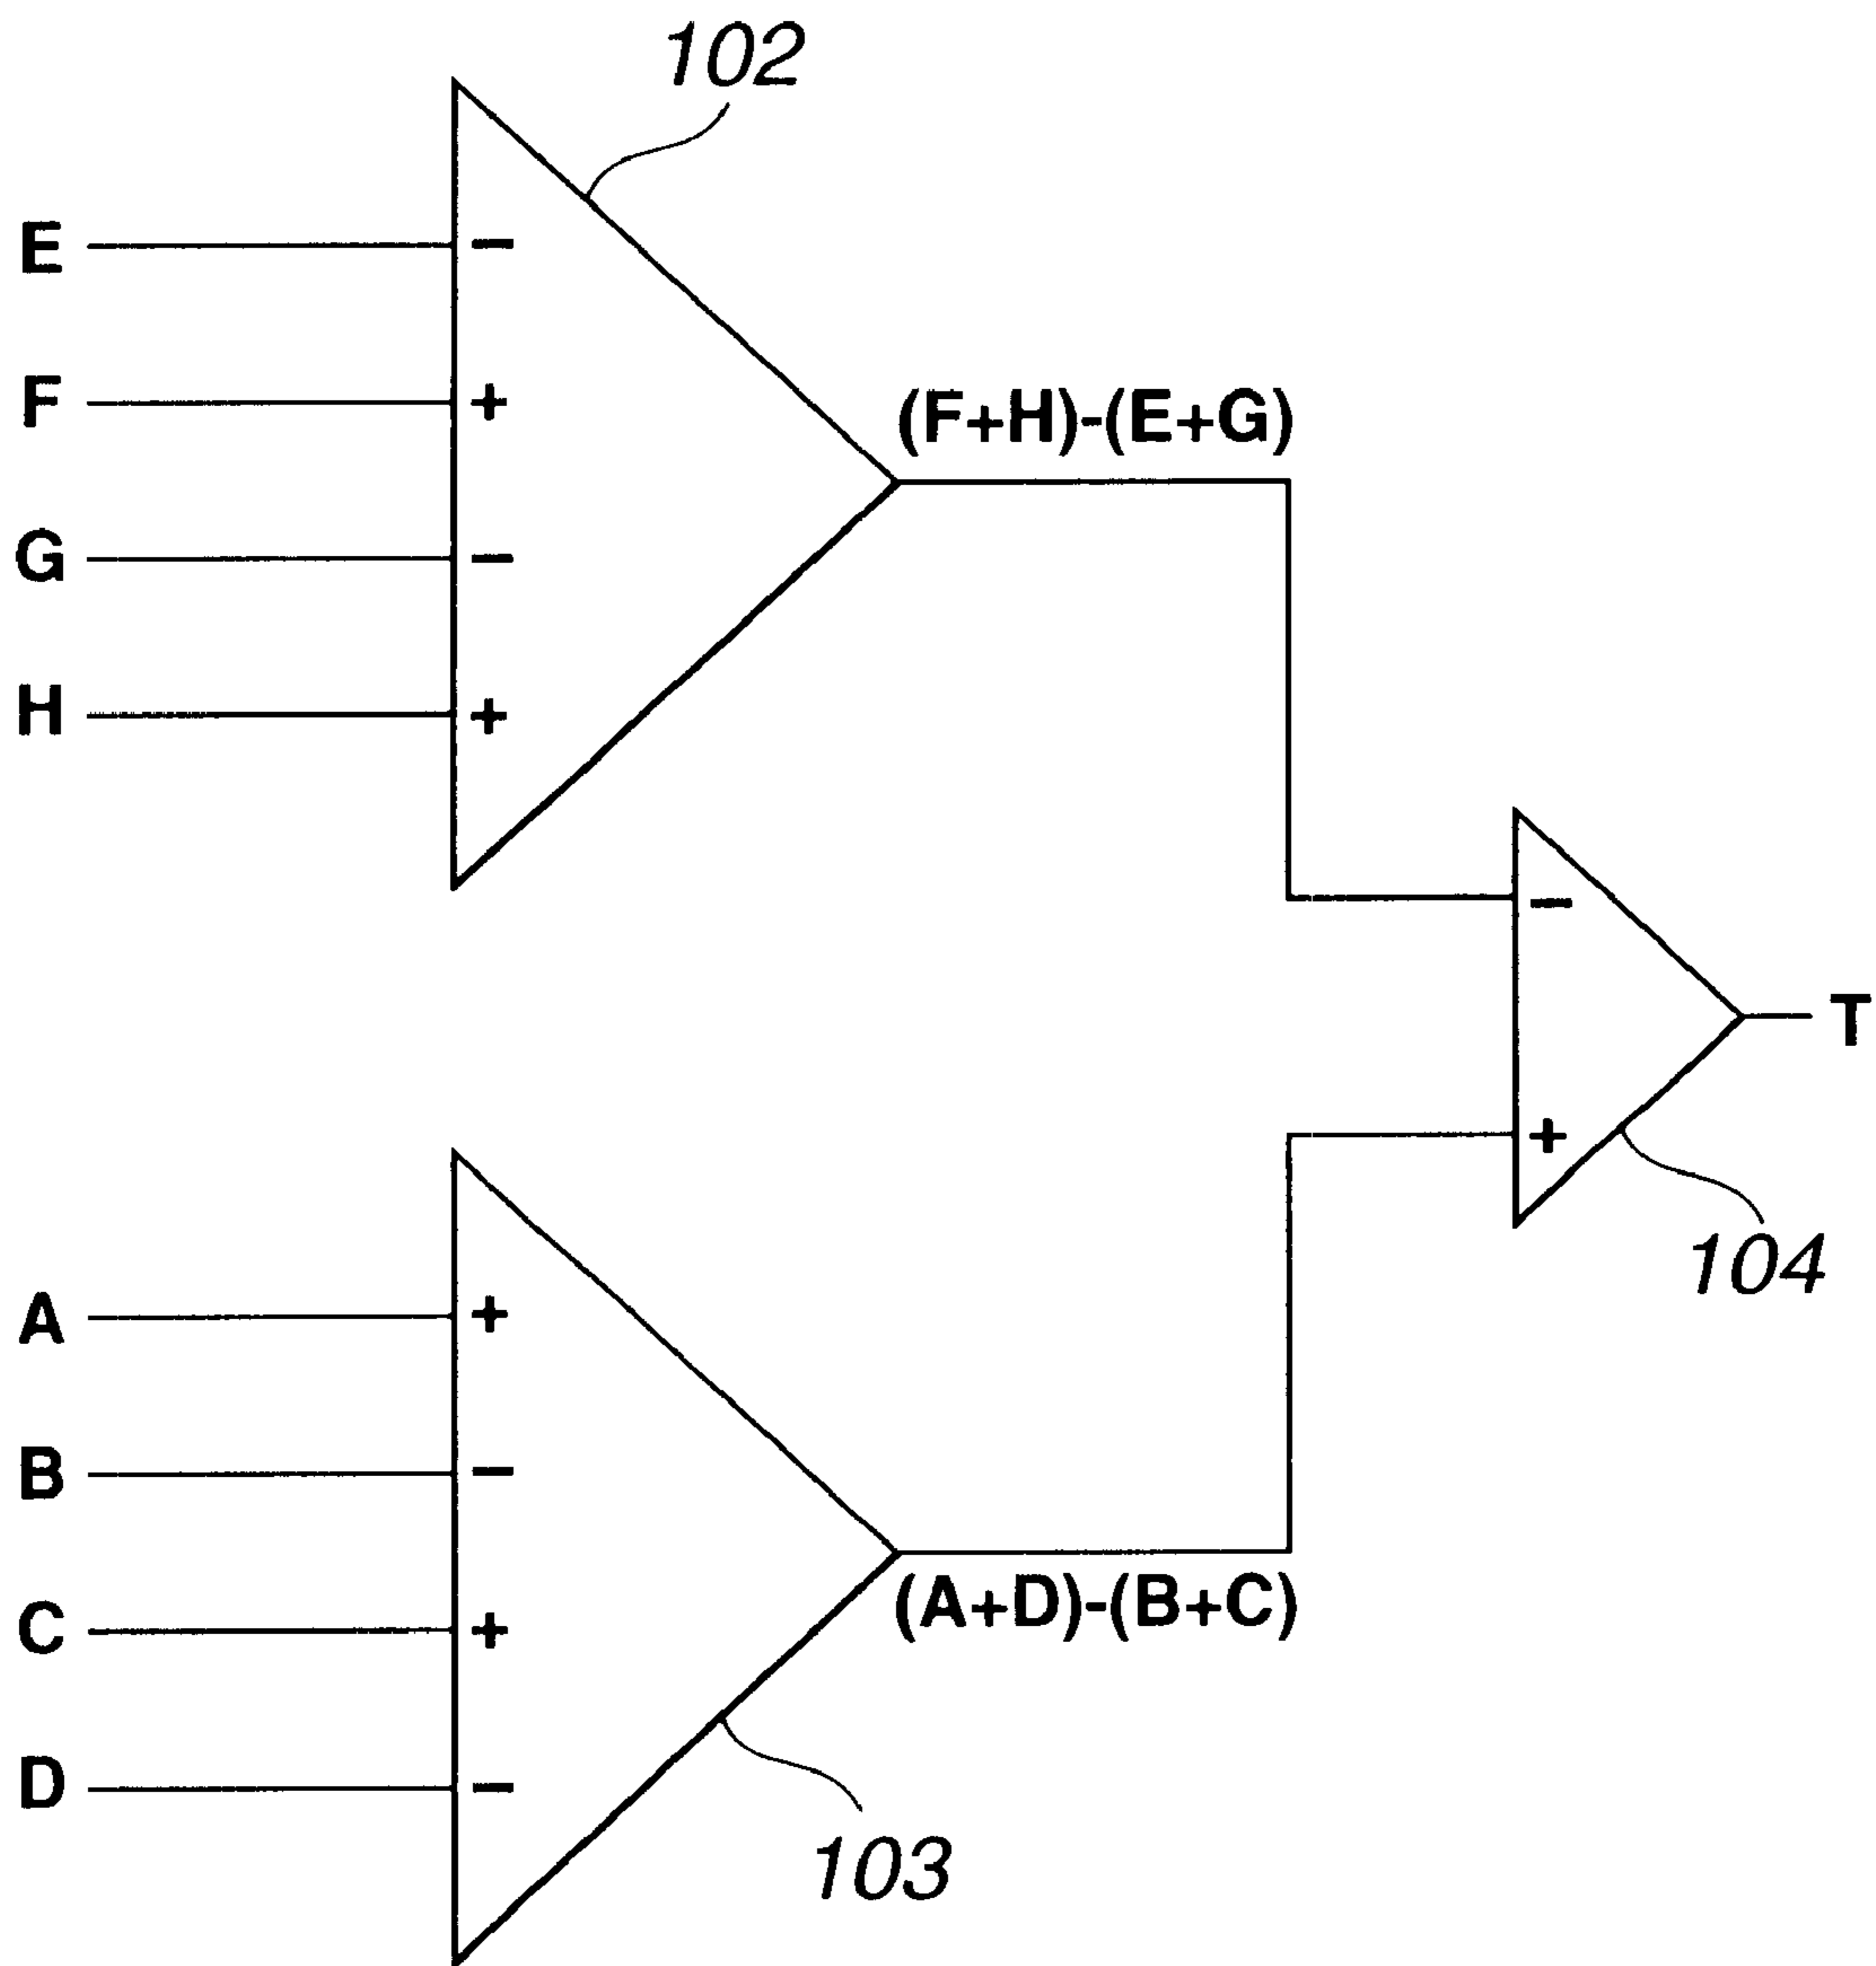 102
E −
F +
(F+H)-(E+G)
G −
H +
−
T
+
104
A +
B −
C +
(A+D)-(B+C)
D −
103